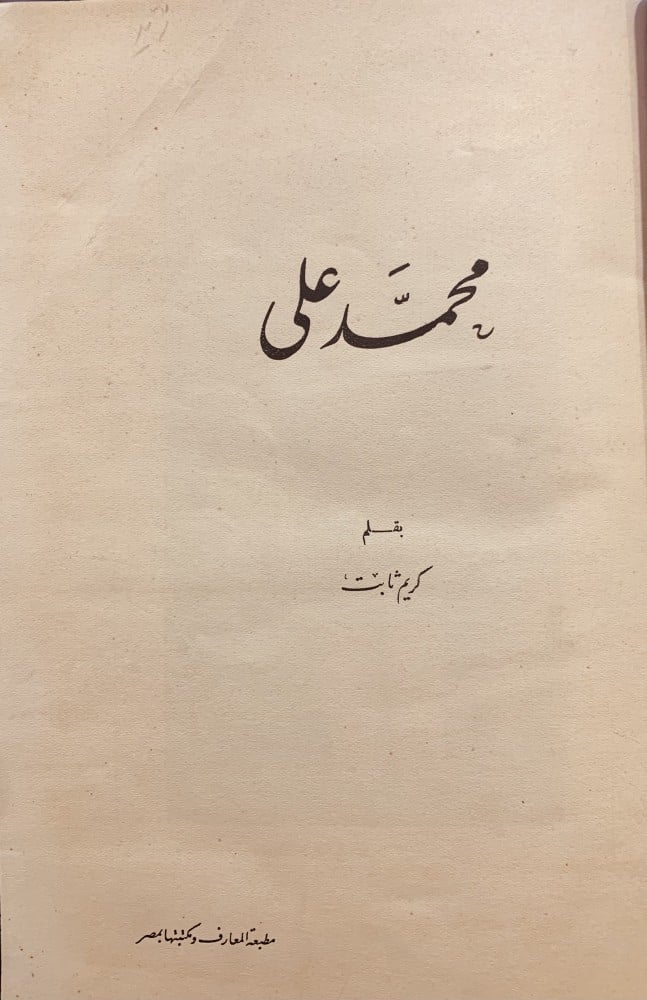 محمد علي
بقلم
كريم ثابت
مطبعة المعارف ومكتبتها بمصر